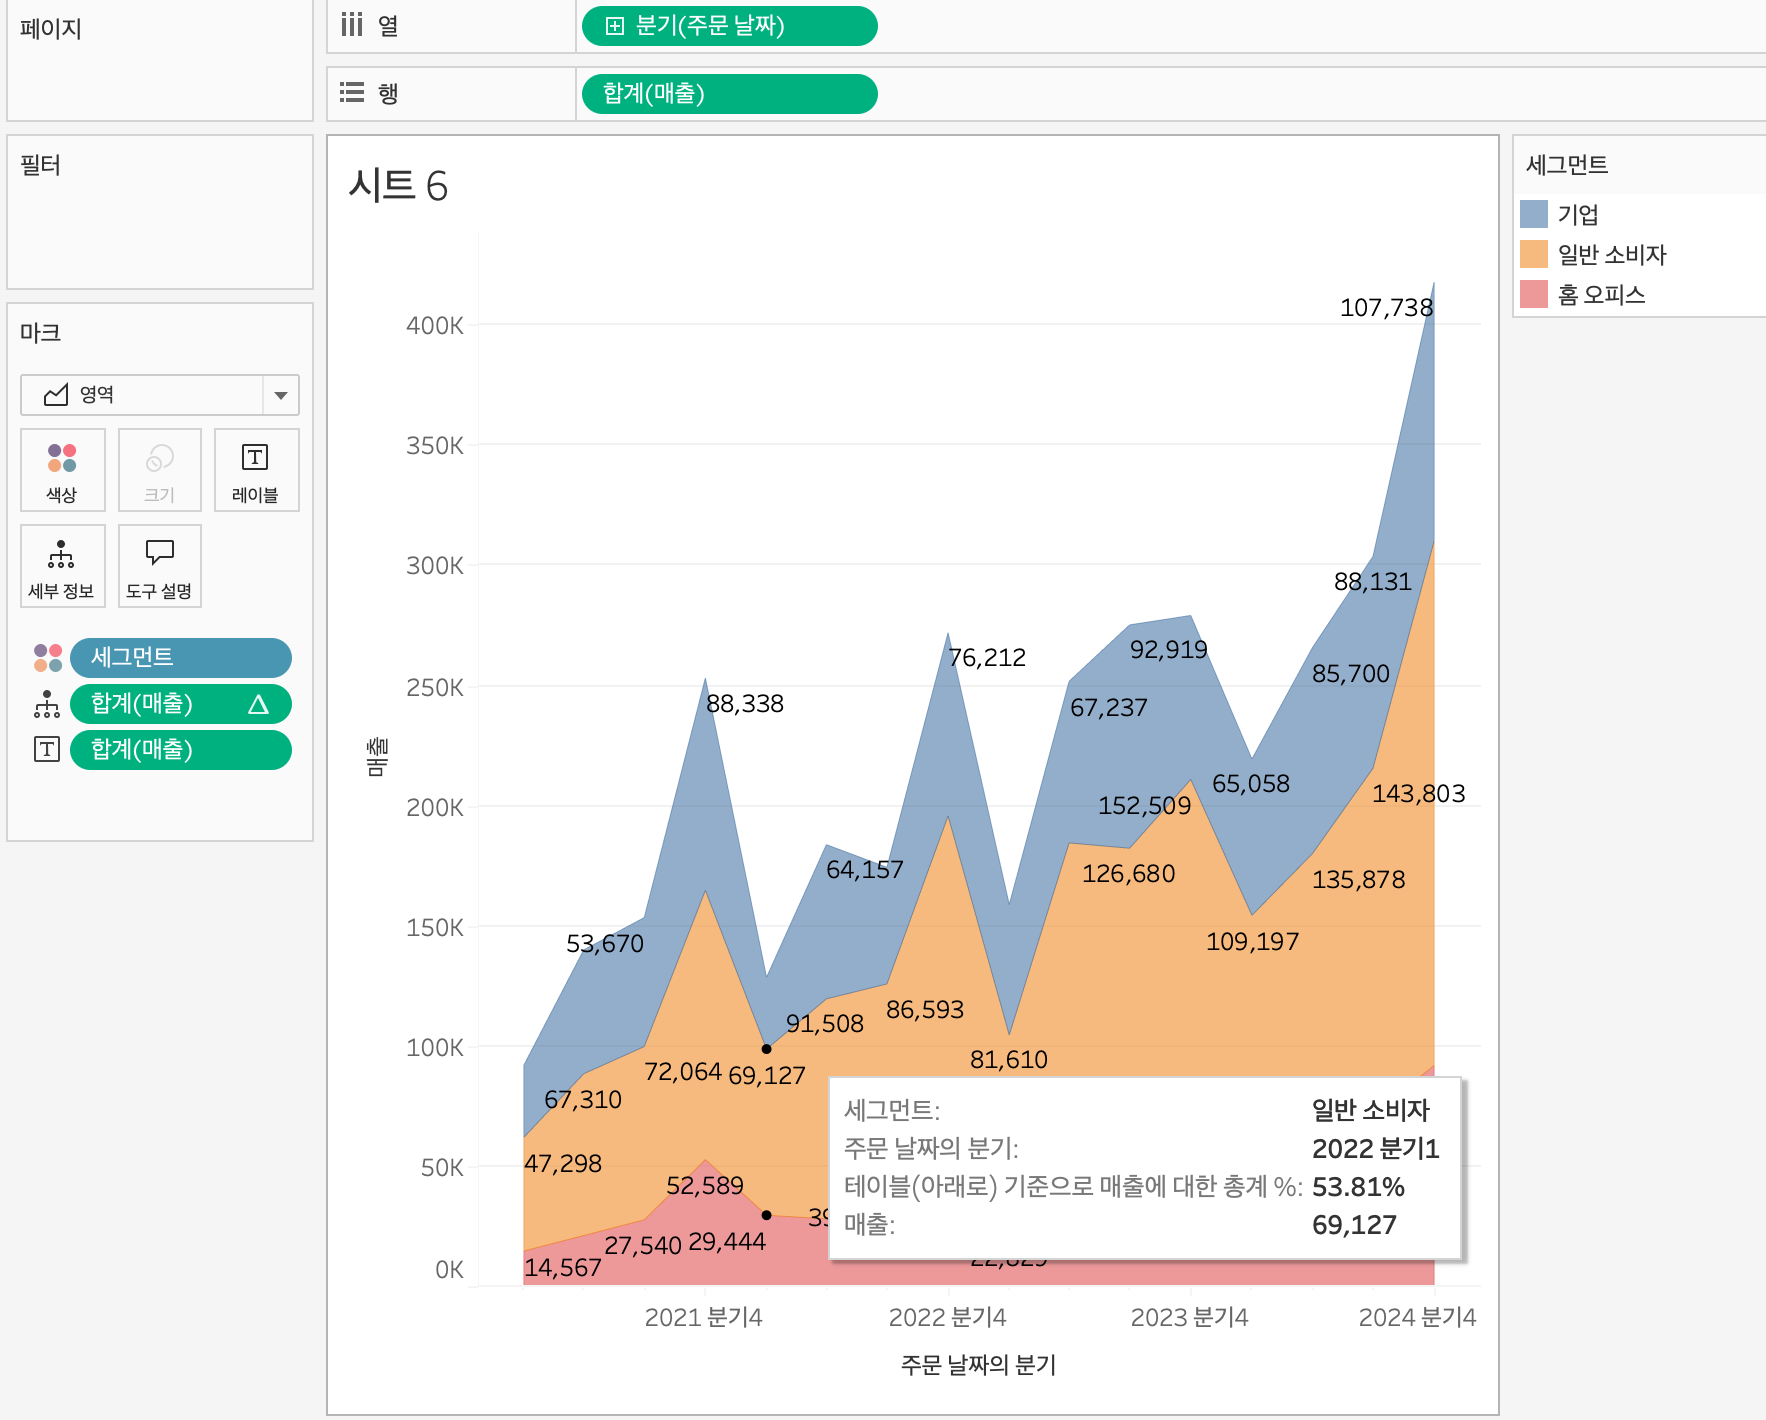 페이지
열
분기(주문 날짜)
행
합계(매출)
필터
마크
영역
색상
크기
레이블
세부 정보
도구 설명
세그먼트
합계(매출)
합계(매출)
시트 6
매출
400K
350K
300K
250K
200K
150K
100K
50K
0K
107,738
88,131
92,919
76,212
85,700
88,338
67,237
65,058
143,803
152,509
64,157
126,680
135,878
53,670
109,197
86,593
91,508
81,610
72,064
69,127
67,310
47,298
52,589
27,540
29,444
14,567
세그먼트: 일반 소비자
주문 날짜의 분기: 2022 분기1
테이블(아래로) 기준으로 매출에 대한 총계 %: 53.81%
매출: 69,127
2021 분기4
2022 분기4
2023 분기4
2024 분기4
주문 날짜의 분기
세그먼트
기업
일반 소비자
홈 오피스